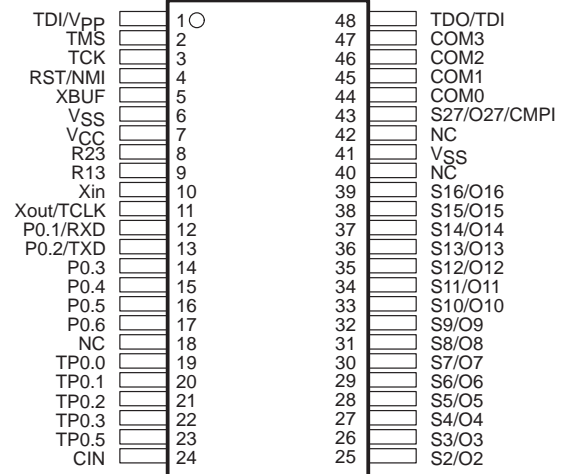 TDI/VPP 1 48 TDO/TDI
TMS 2 47 COM3
TCK 3 46 COM2
RST/NMI 4 45 COM1
XBUF 5 44 COM0
VSS 6 43 S27/O27/CMPI
VCC 7 42 NC
R23 8 41 VSS
R13 9 40 NC
Xin 10 39 S16/O16
Xout/TCLK 11 38 S15/O15
P0.1/RXD 12 37 S14/O14
P0.2/TXD 13 36 S13/O13
P0.3 14 35 S12/O12
P0.4 15 34 S11/O11
P0.5 16 33 S10/O10
P0.6 17 32 S9/O9
NC 18 31 S8/O8
TP0.0 19 30 S7/O7
TP0.1 20 29 S6/O6
TP0.2 21 28 S5/O5
TP0.3 22 27 S4/O4
TP0.5 23 26 S3/O3
CIN 24 25 S2/O2